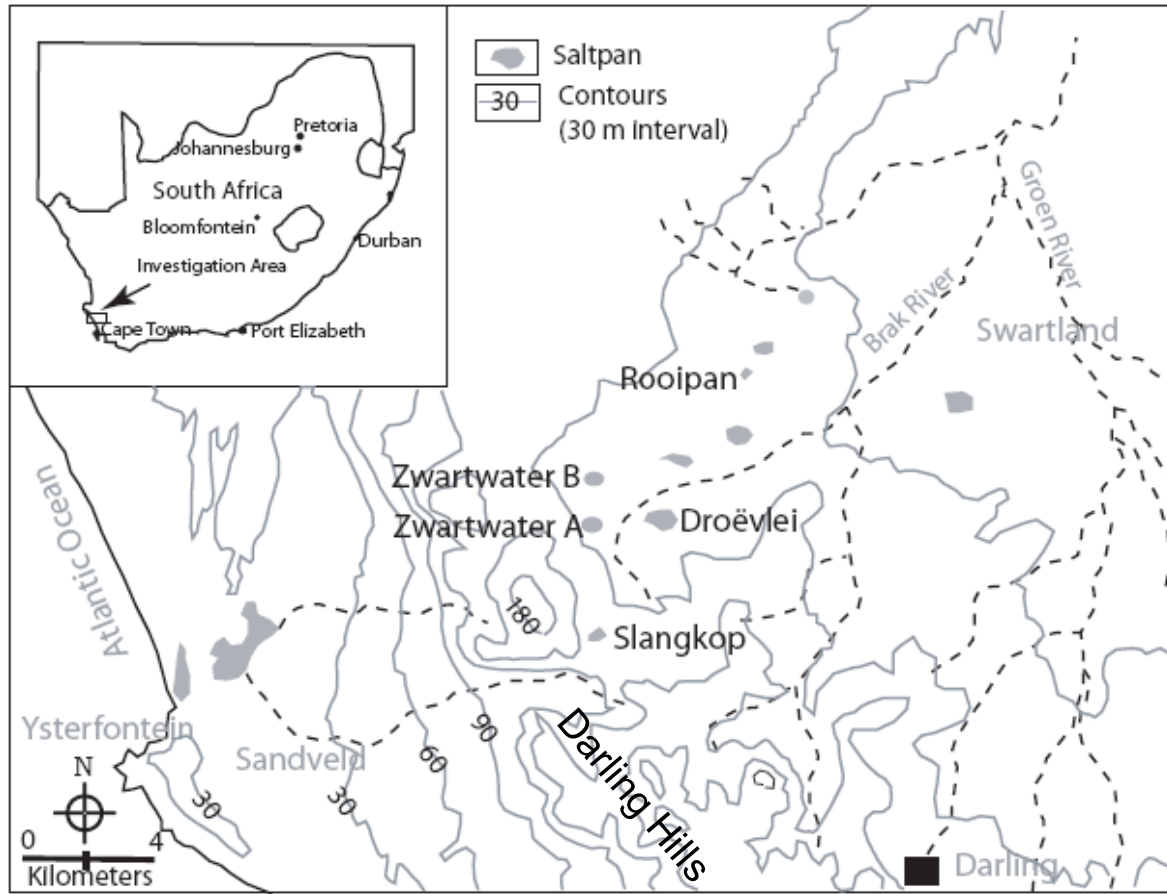 Saltpan
30 Contours
(30 m interval)
Pretoria
Johannesburg
South Africa
Bloomfontein
Durban
Investigation Area
Cape Town
Port Elizabeth
Groen River
Brak River
Swartland
Rooipan
Zwartwater B
Zwartwater A
Droëvlei
Atlantic Ocean
180
Slangkop
Ysterfontein
Sandveld
Darling Hills
90
60
30
30
N
0 4
Kilometers
Darling